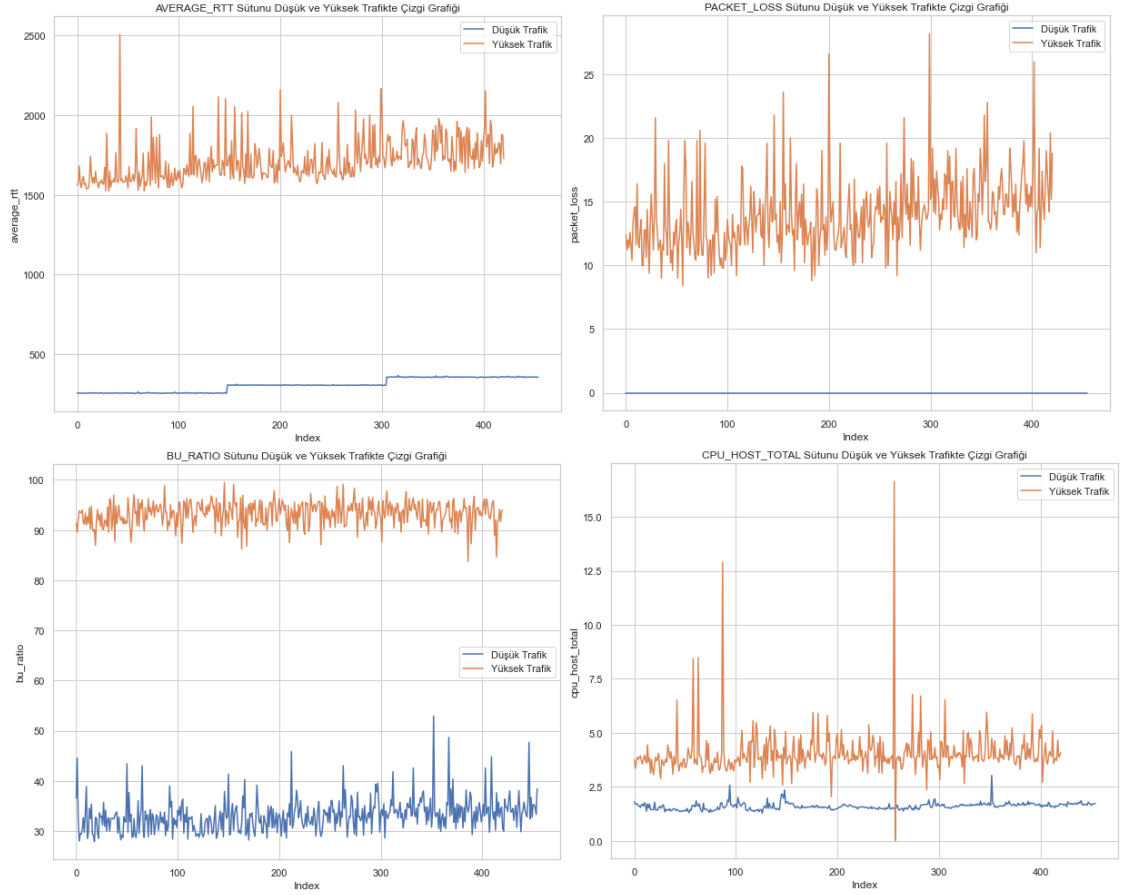 AVERAGE_RTT Sütunu Düşük ve Yüksek Trafikte Çizgi Grafiği
Düşük Trafik
Yüksek Trafik
2500
2000
1500
1000
500
average_rtt
0
100
200
300
400
Index
PACKET_LOSS Sütunu Düşük ve Yüksek Trafikte Çizgi Grafiği
Düşük Trafik
Yüksek Trafik
25
20
15
10
5
0
packet_loss
0
100
200
300
400
Index
BU_RATIO Sütunu Düşük ve Yüksek Trafikte Çizgi Grafiği
100
90
80
70
60
50
40
30
bu_ratio
Düşük Trafik
Yüksek Trafik
0
100
200
300
400
Index
CPU_HOST_TOTAL Sütunu Düşük ve Yüksek Trafikte Çizgi Grafiği
Düşük Trafik
Yüksek Trafik
15.0
12.5
10.0
7.5
5.0
2.5
0.0
cpu_host_total
0
100
200
300
400
Index